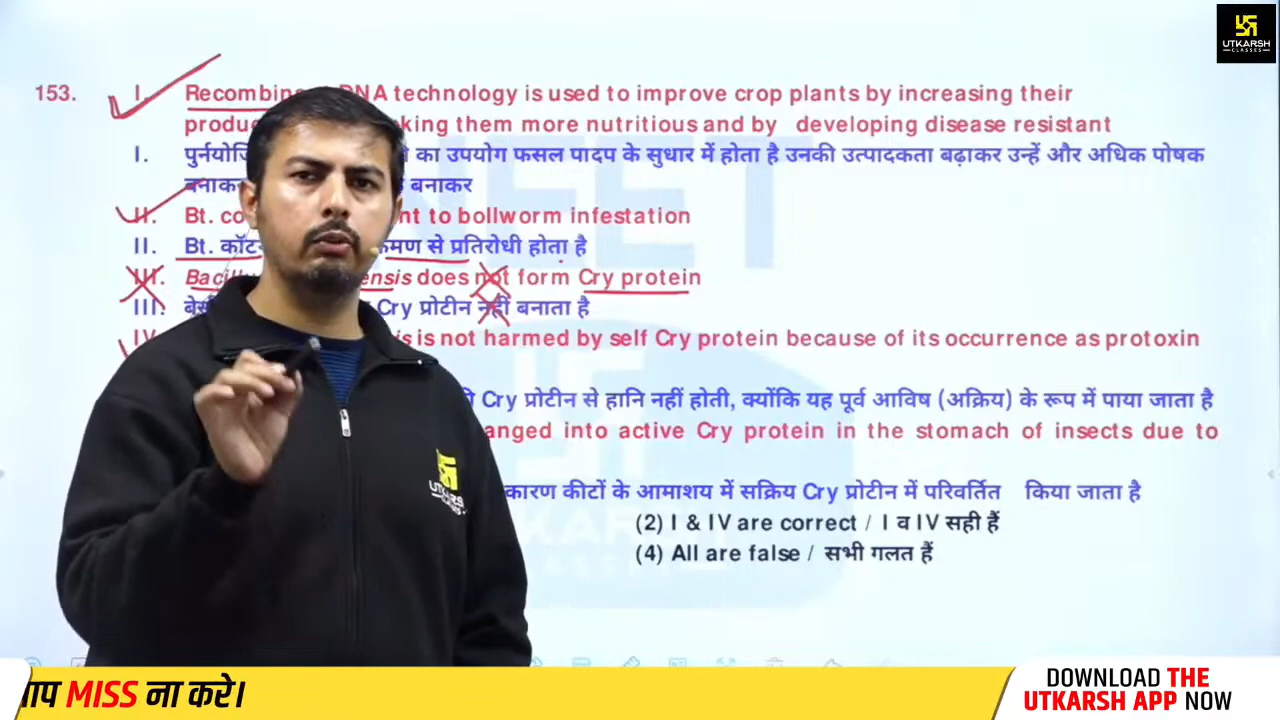 UTKARSH
CLASSES
153. I. Recombin DNA technology is used to improve crop plants by increasing their
produ king them more nutritious and by developing disease resistant
I. का उपयोग फसल पादप के सुधार में होता है उनकी उत्पादकता बढ़ाकर उन्हें और अधिक पोषक
बनाकर बनाकर
II. Bt. nt to bollworm infestation
II. Bt. से प्रतिरोधी होता है
III. ensis does not form Cry protein
III. Cry प्रोटीन नहीं बनाता है
IV is not harmed by self Cry protein because of its occurrence as protoxin
Cry प्रोटीन से हानि नहीं होती, क्योंकि यह पूर्व आविष (अक्रिय) के रूप में पाया जाता है
anged into active Cry protein in the stomach of insects due to
कारण कीटों के आमाशय में सक्रिय Cry प्रोटीन में परिवर्तित किया जाता है
(2) I & IV are correct / I व IV सही हैं
(4) All are false / सभी गलत हैं
UTKARSH
CLASSES
MISS ना करे।
DOWNLOAD THE
UTKARSH APP NOW